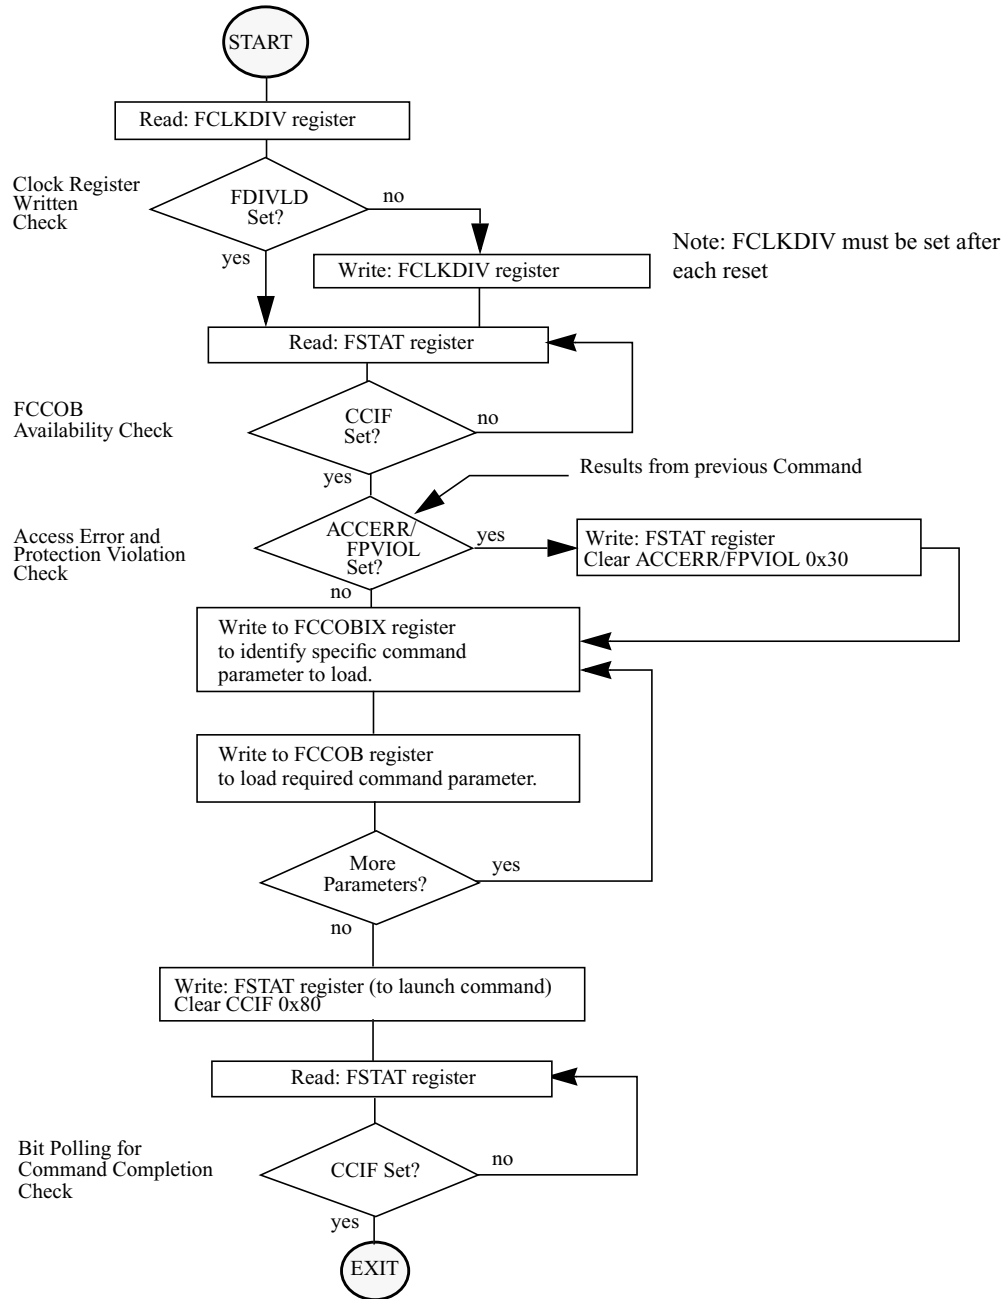 START
Read: FCLKDIV register
Clock Register
Written
Check
FDIVLD
Set?
no
yes
Write: FCLKDIV register
Note: FCLKDIV must be set after
each reset
Read: FSTAT register
FCCOB
Availability Check
CCIF
Set?
no
yes
Results from previous Command
Access Error and
Protection Violation
Check
ACCERR/
FPVIOL
Set?
yes
no
Write: FSTAT register
Clear ACCERR/FPVIOL 0x30
Write to FCCOBIX register
to identify specific command
parameter to load.
Write to FCCOB register
to load required command parameter.
More
Parameters?
yes
no
Write: FSTAT register (to launch command)
Clear CCIF 0x80
Read: FSTAT register
Bit Polling for
Command Completion
Check
CCIF Set?
no
yes
EXIT